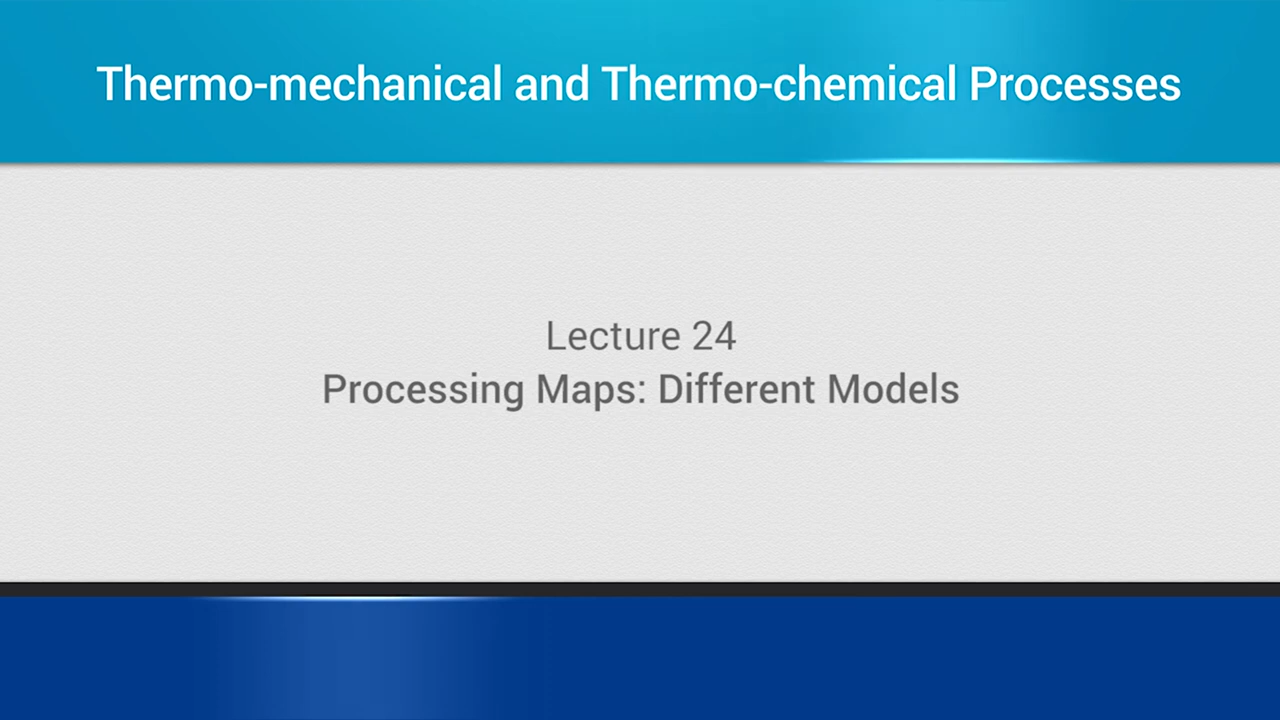 Thermo-mechanical and Thermo-chemical Processes
Lecture 24
Processing Maps: Different Models